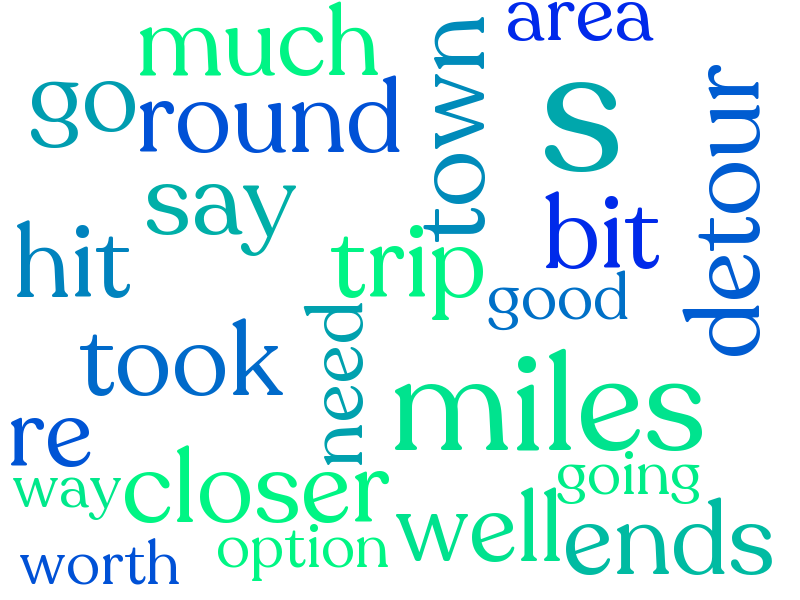 much
area
town
go
round
s
detour
say
bit
hit
trip
good
need
took
miles
re
closer
way
going
well
ends
option
worth